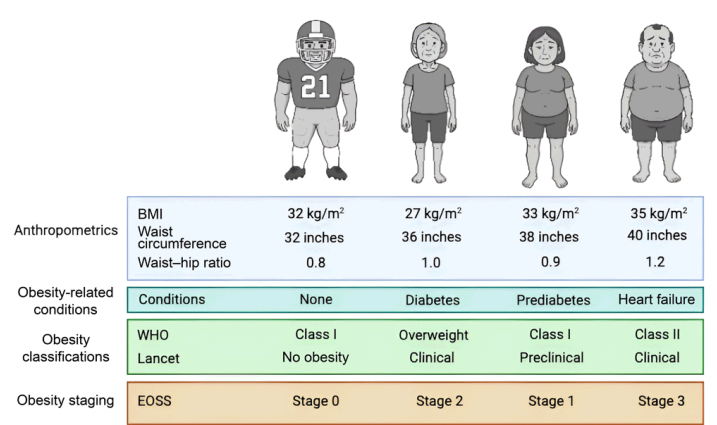 21
Anthropometrics
BMI 32 kg/m² 27 kg/m² 33 kg/m² 35 kg/m²
Waist
circumference 32 inches 36 inches 38 inches 40 inches
Waist–hip ratio 0.8 1.0 0.9 1.2
Obesity-related
conditions
Conditions None Diabetes Prediabetes Heart failure
Obesity
classifications
WHO Class I Overweight Class I Class II
Lancet No obesity Clinical Preclinical Clinical
Obesity staging
EOSS Stage 0 Stage 2 Stage 1 Stage 3